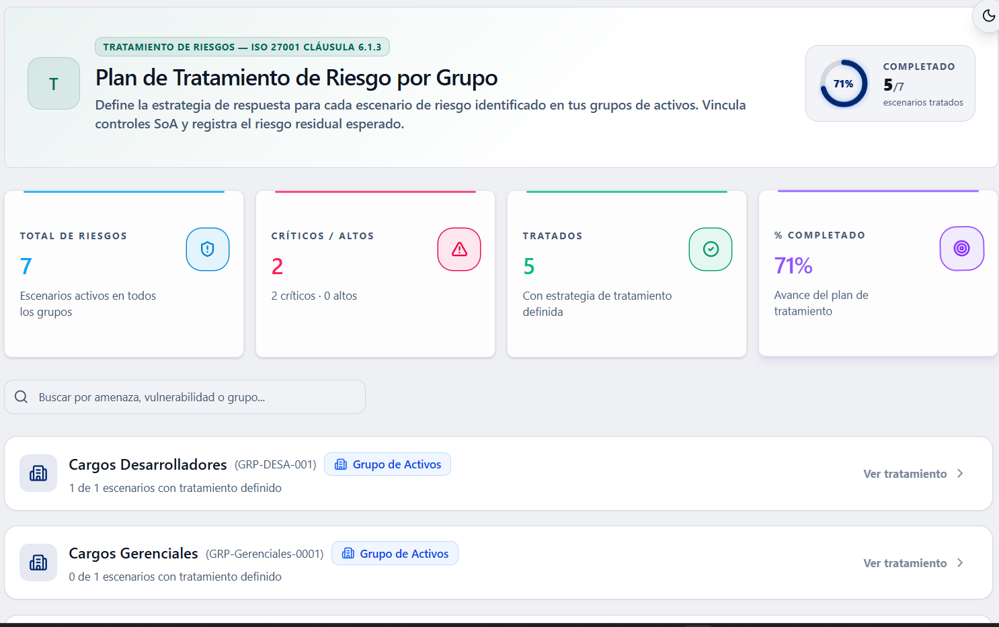 TRATAMIENTO DE RIESGOS — ISO 27001 CLÁUSULA 6.1.3
T
Plan de Tratamiento de Riesgo por Grupo
Define la estrategia de respuesta para cada escenario de riesgo identificado en tus grupos de activos. Vincula
controles SoA y registra el riesgo residual esperado.
71%
COMPLETADO
5/7
escenarios tratados
TOTAL DE RIESGOS
7
Escenarios activos en todos
los grupos
CRÍTICOS / ALTOS
2
2 críticos · 0 altos
TRATADOS
5
Con estrategia de tratamiento
definida
% COMPLETADO
71%
Avance del plan de
tratamiento
Buscar por amenaza, vulnerabilidad o grupo...
Cargos Desarrolladores (GRP-DESA-001) Grupo de Activos
1 de 1 escenarios con tratamiento definido
Ver tratamiento
Cargos Gerenciales (GRP-Gerenciales-0001) Grupo de Activos
0 de 1 escenarios con tratamiento definido
Ver tratamiento